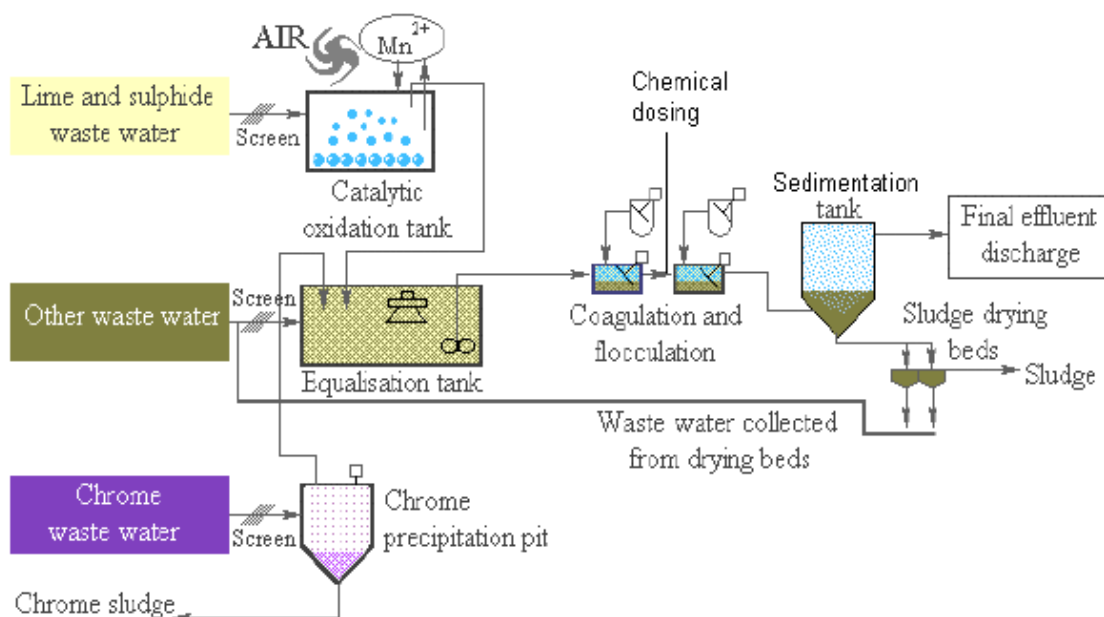 AIR
Mn2+
Lime and sulphide
waste water
Screen
Catalytic
oxidation tank
Chemical
dosing
Sedimentation
tank
Final effluent
discharge
Other waste water
Screen
Equalisation tank
Coagulation and
flocculation
Sludge drying
beds
Sludge
Waste water collected
from drying beds
Chrome
waste water
Screen
Chrome
precipitation pit
Chrome sludge